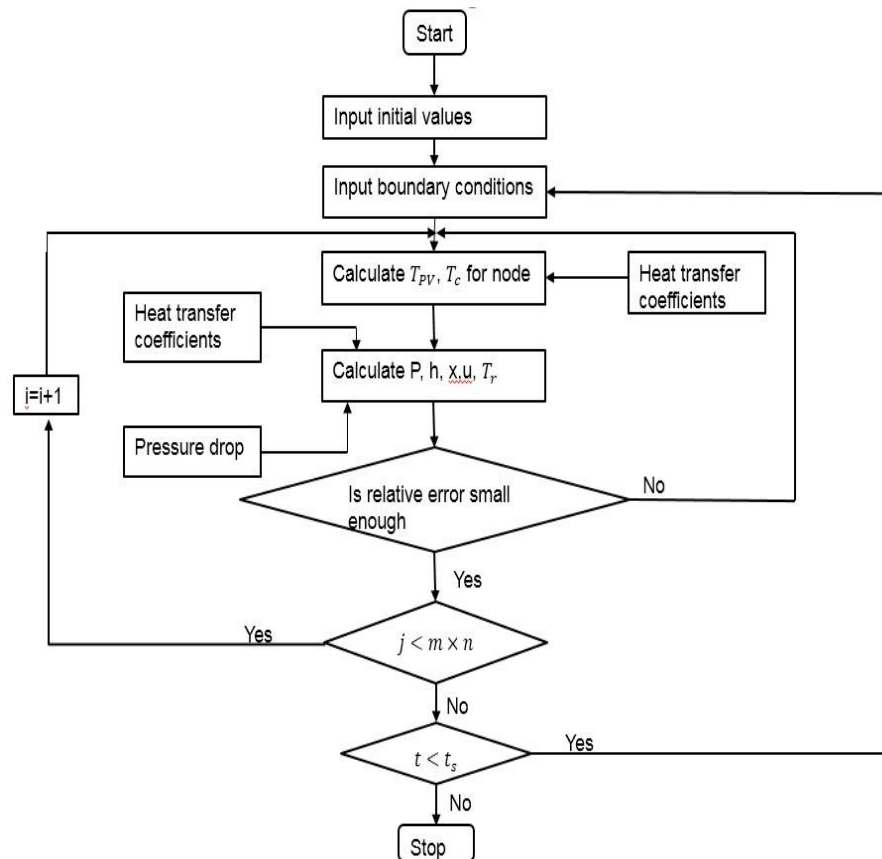 Start
Input initial values
Input boundary conditions
Calculate T_PV, T_c for node
Heat transfer
coefficients
Heat transfer
coefficients
Calculate P, h, x,u, T_r
i=i+1
Pressure drop
Is relative error small
enough
No
Yes
Yes
j < m × n
No
t < t_s
Yes
No
Stop